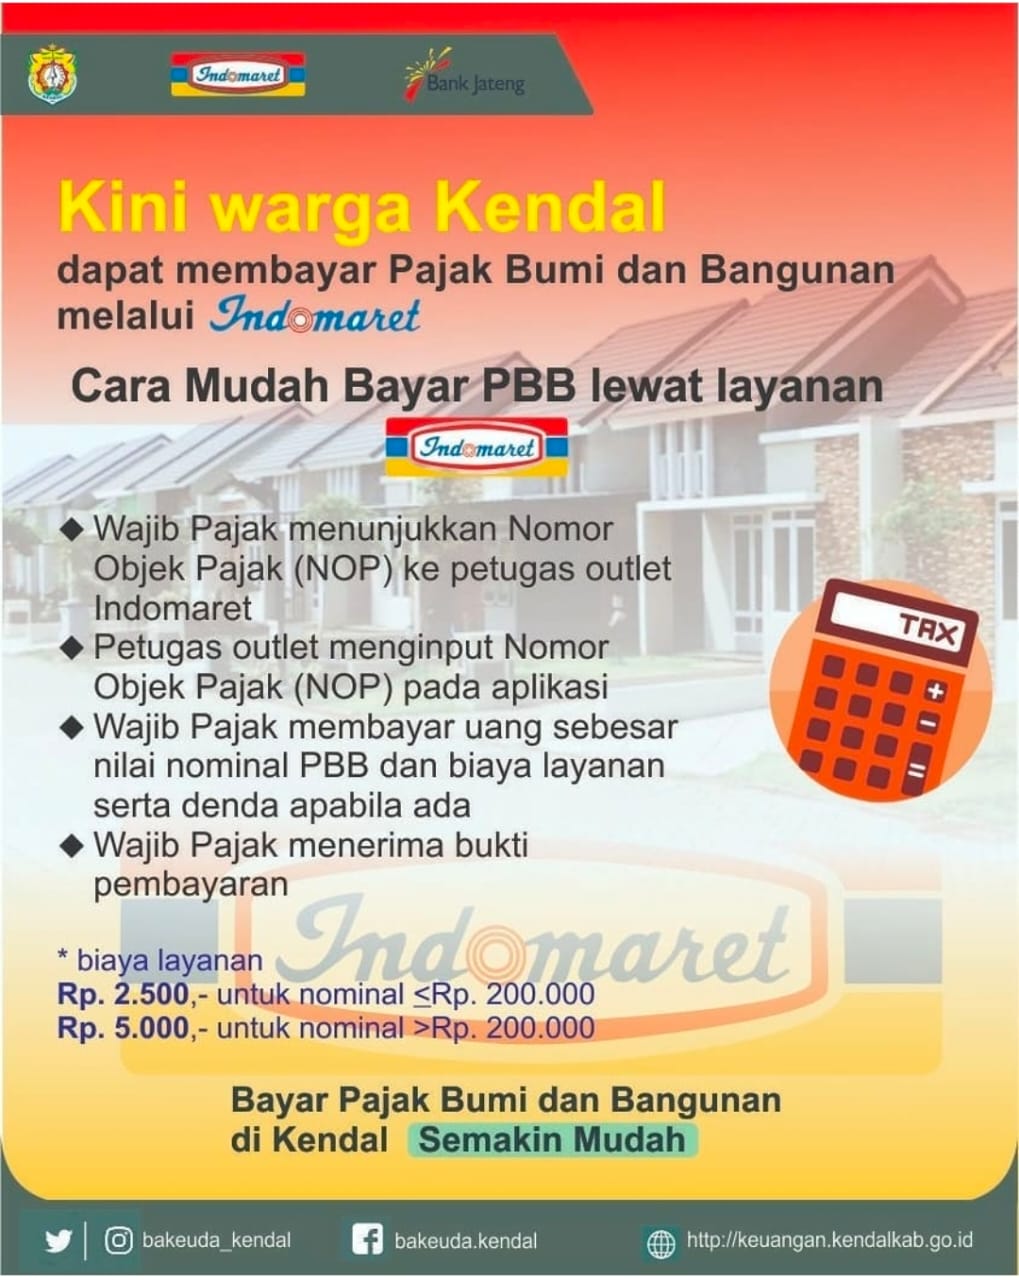 Indomaret
Bank Jateng
Kini warga Kendal
dapat membayar Pajak Bumi dan Bangunan
melalui Indomaret
Cara Mudah Bayar PBB lewat layanan
Indomaret
◆ Wajib Pajak menunjukkan Nomor
Objek Pajak (NOP) ke petugas outlet
Indomaret
◆ Petugas outlet menginput Nomor
Objek Pajak (NOP) pada aplikasi
◆ Wajib Pajak membayar uang sebesar
nilai nominal PBB dan biaya layanan
serta denda apabila ada
◆ Wajib Pajak menerima bukti
pembayaran
TAX
+
-
=
Indomaret
* biaya layanan
Rp. 2.500,- untuk nominal ≤Rp. 200.000
Rp. 5.000,- untuk nominal >Rp. 200.000
Bayar Pajak Bumi dan Bangunan
di Kendal Semakin Mudah
bakeuda_kendal
bakeuda.kendal
http://keuangan.kendalkab.go.id